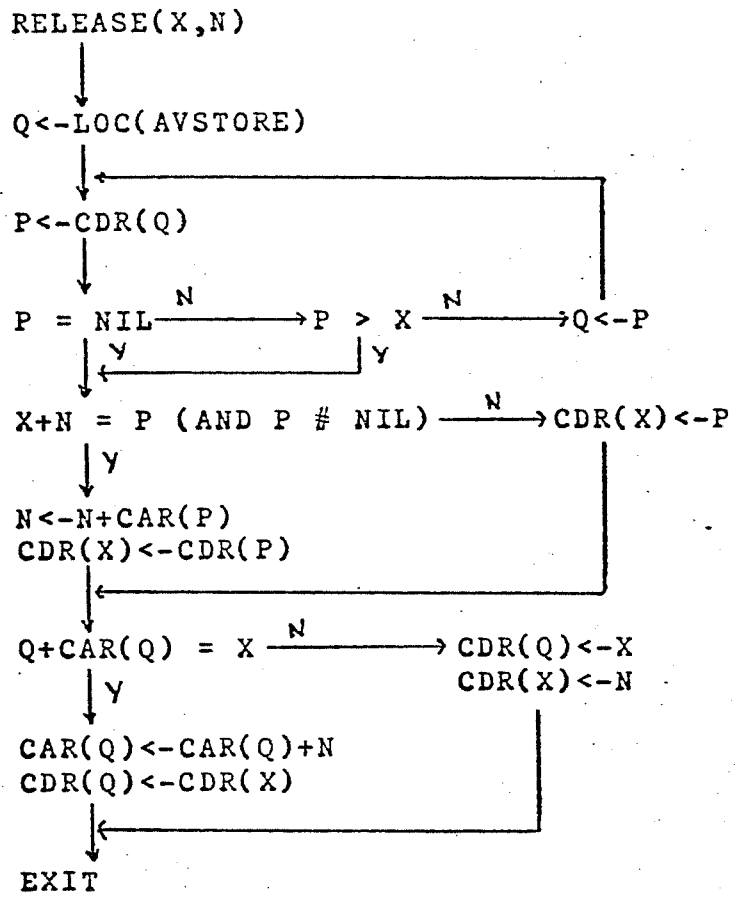 RELEASE(X,N)
Q<-LOC(AVSTORE)
P<-CDR(Q)
P = NIL N P > X N Q<-P
Y Y
X+N = P (AND P # NIL) N CDR(X)<-P
Y
N<-N+CAR(P)
CDR(X)<-CDR(P)
Q+CAR(Q) = X N CDR(Q)<-X
CDR(X)<-N
Y
CAR(Q)<-CAR(Q)+N
CDR(Q)<-CDR(X)
EXIT